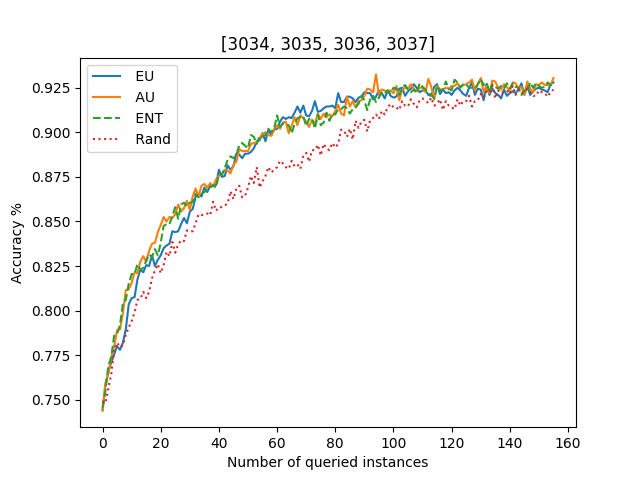 [3034, 3035, 3036, 3037]
EU
AU
ENT
Rand
Accuracy %
0.925
0.900
0.875
0.850
0.825
0.800
0.775
0.750
0 20 40 60 80 100 120 140 160
Number of queried instances